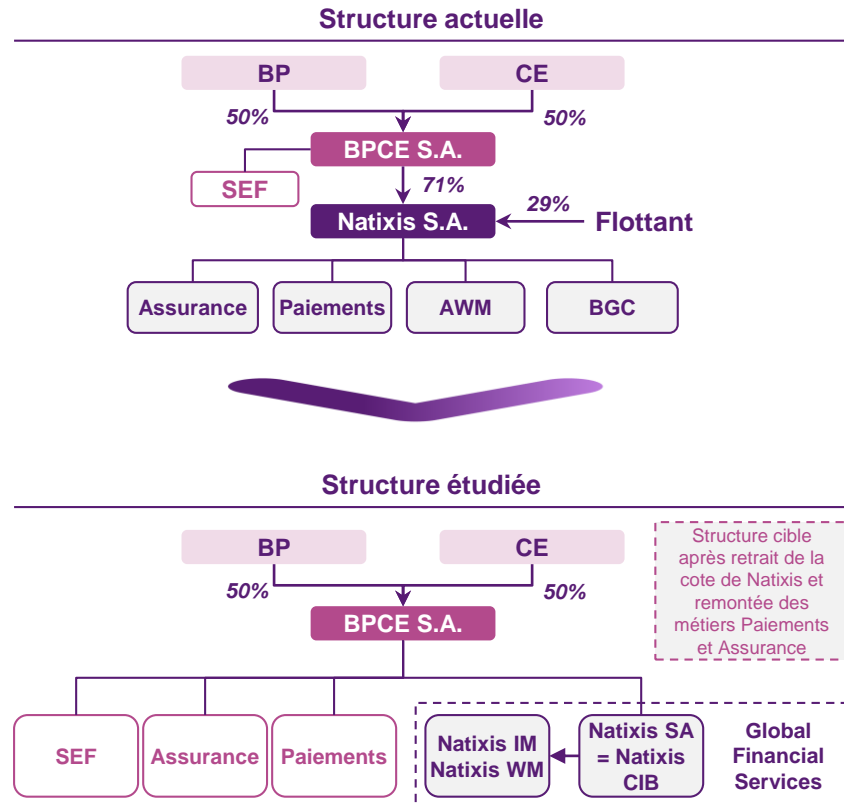 Structure actuelle
BP
CE
50%
50%
BPCE S.A.
SEF
71%
29%
Natixis S.A.
Flottant
Assurance
Paiements
AWM
BGC
Structure étudiée
BP
CE
Structure cible
après retrait de la
cote de Natixis et
remontée des
métiers Paiements
et Assurance
50%
50%
BPCE S.A.
SEF
Assurance
Paiements
Natixis IM
Natixis WM
Natixis SA
= Natixis
CIB
Global
Financial
Services